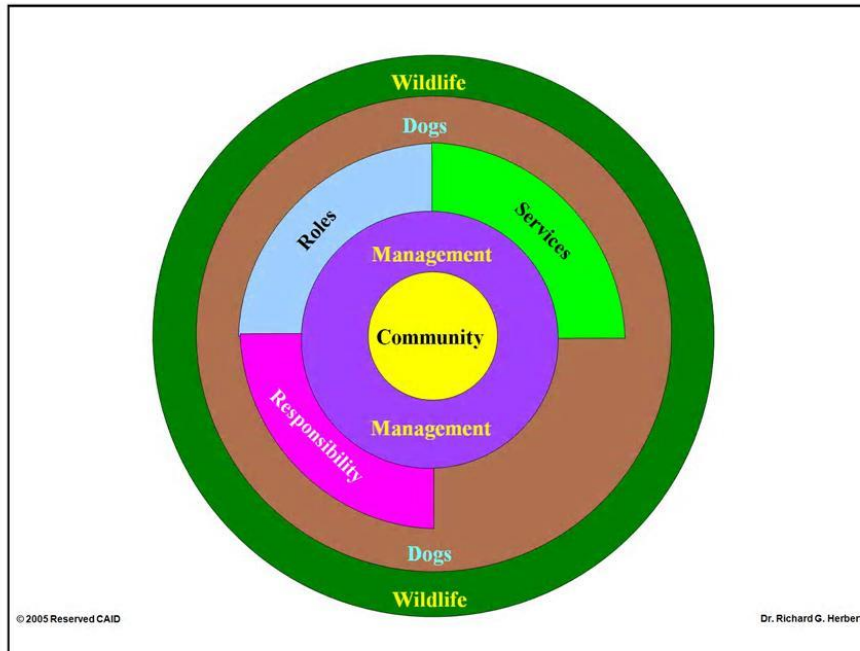 Wildlife
Dogs
Roles
Services
Management
Community
Management
Responsibility
Dogs
Wildlife
© 2005 Reserved CAID
Dr. Richard G. Herber